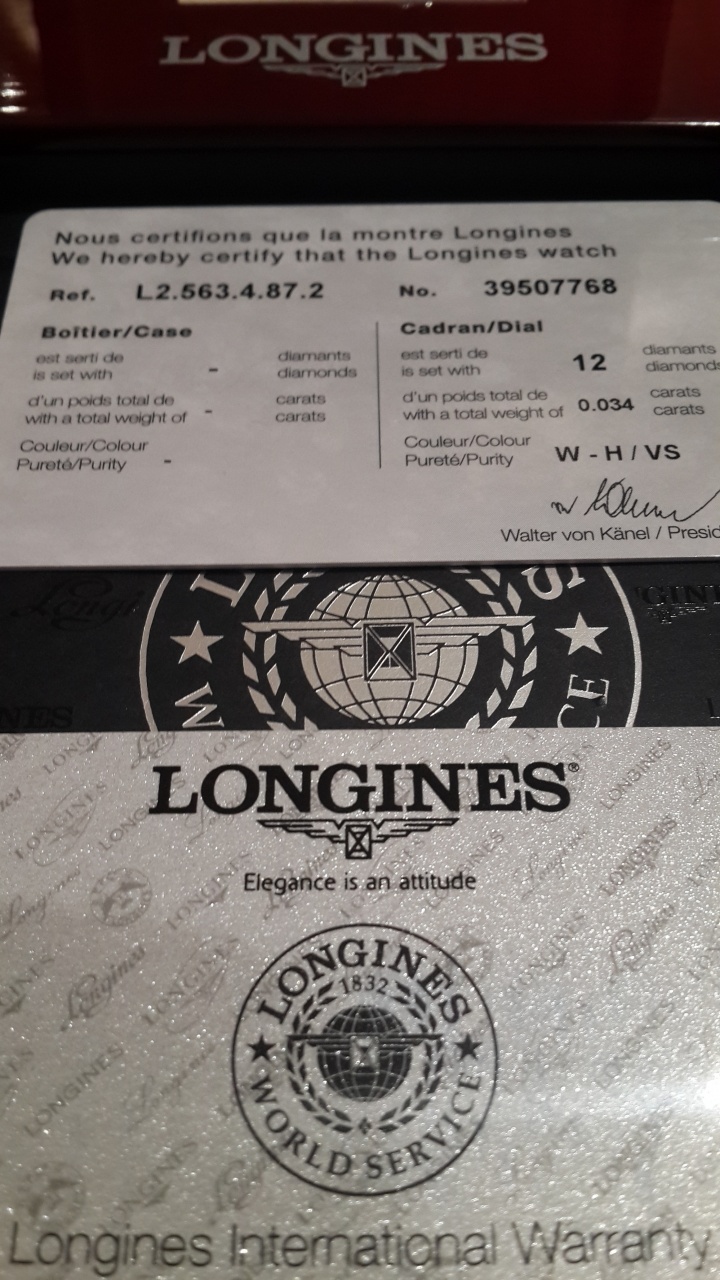 LONGINES
Nous certifions que la montre Longines
We hereby certify that the Longines watch
Ref. L2.563.4.87.2 No. 39507768
Boîtier/Case
est serti de diamants
is set with - diamonds
d'un poids total de carats
with a total weight of - carats
Couleur/Colour
Pureté/Purity -
Cadran/Dial
est serti de diamants
is set with 12 diamonds
d'un poids total de carats
with a total weight of 0.034 carats
Couleur/Colour
Pureté/Purity W - H / VS
Walter von Känel / Presid
LONGINES®
Elegance is an attitude
LONGINES
1832
WORLD SERVICE
Longines International Warranty